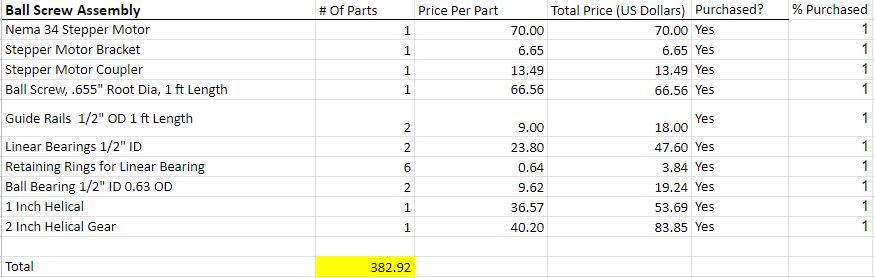 Ball Screw Assembly # Of Parts Price Per Part Total Price (US Dollars) Purchased? % Purchased
Nema 34 Stepper Motor 1 70.00 70.00 Yes 1
Stepper Motor Bracket 1 6.65 6.65 Yes 1
Stepper Motor Coupler 1 13.49 13.49 Yes 1
Ball Screw, .655" Root Dia, 1 ft Length 1 66.56 66.56 Yes 1
Guide Rails 1/2" OD 1 ft Length 2 9.00 18.00 Yes 1
Linear Bearings 1/2" ID 2 23.80 47.60 Yes 1
Retaining Rings for Linear Bearing 6 0.64 3.84 Yes 1
Ball Bearing 1/2" ID 0.63 OD 2 9.62 19.24 Yes 1
1 Inch Helical 1 36.57 53.69 Yes 1
2 Inch Helical Gear 1 40.20 83.85 Yes 1
Total 382.92